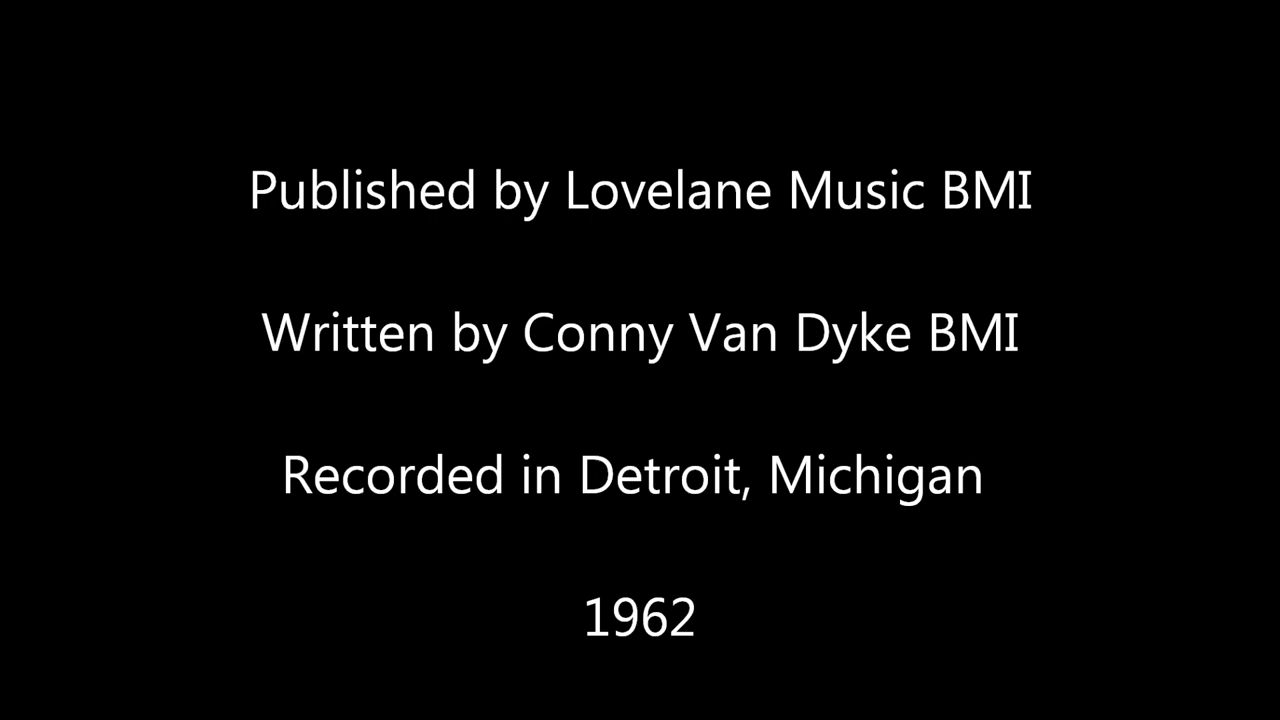 Published by Lovelane Music BMI
Written by Conny Van Dyke BMI
Recorded in Detroit, Michigan
1962